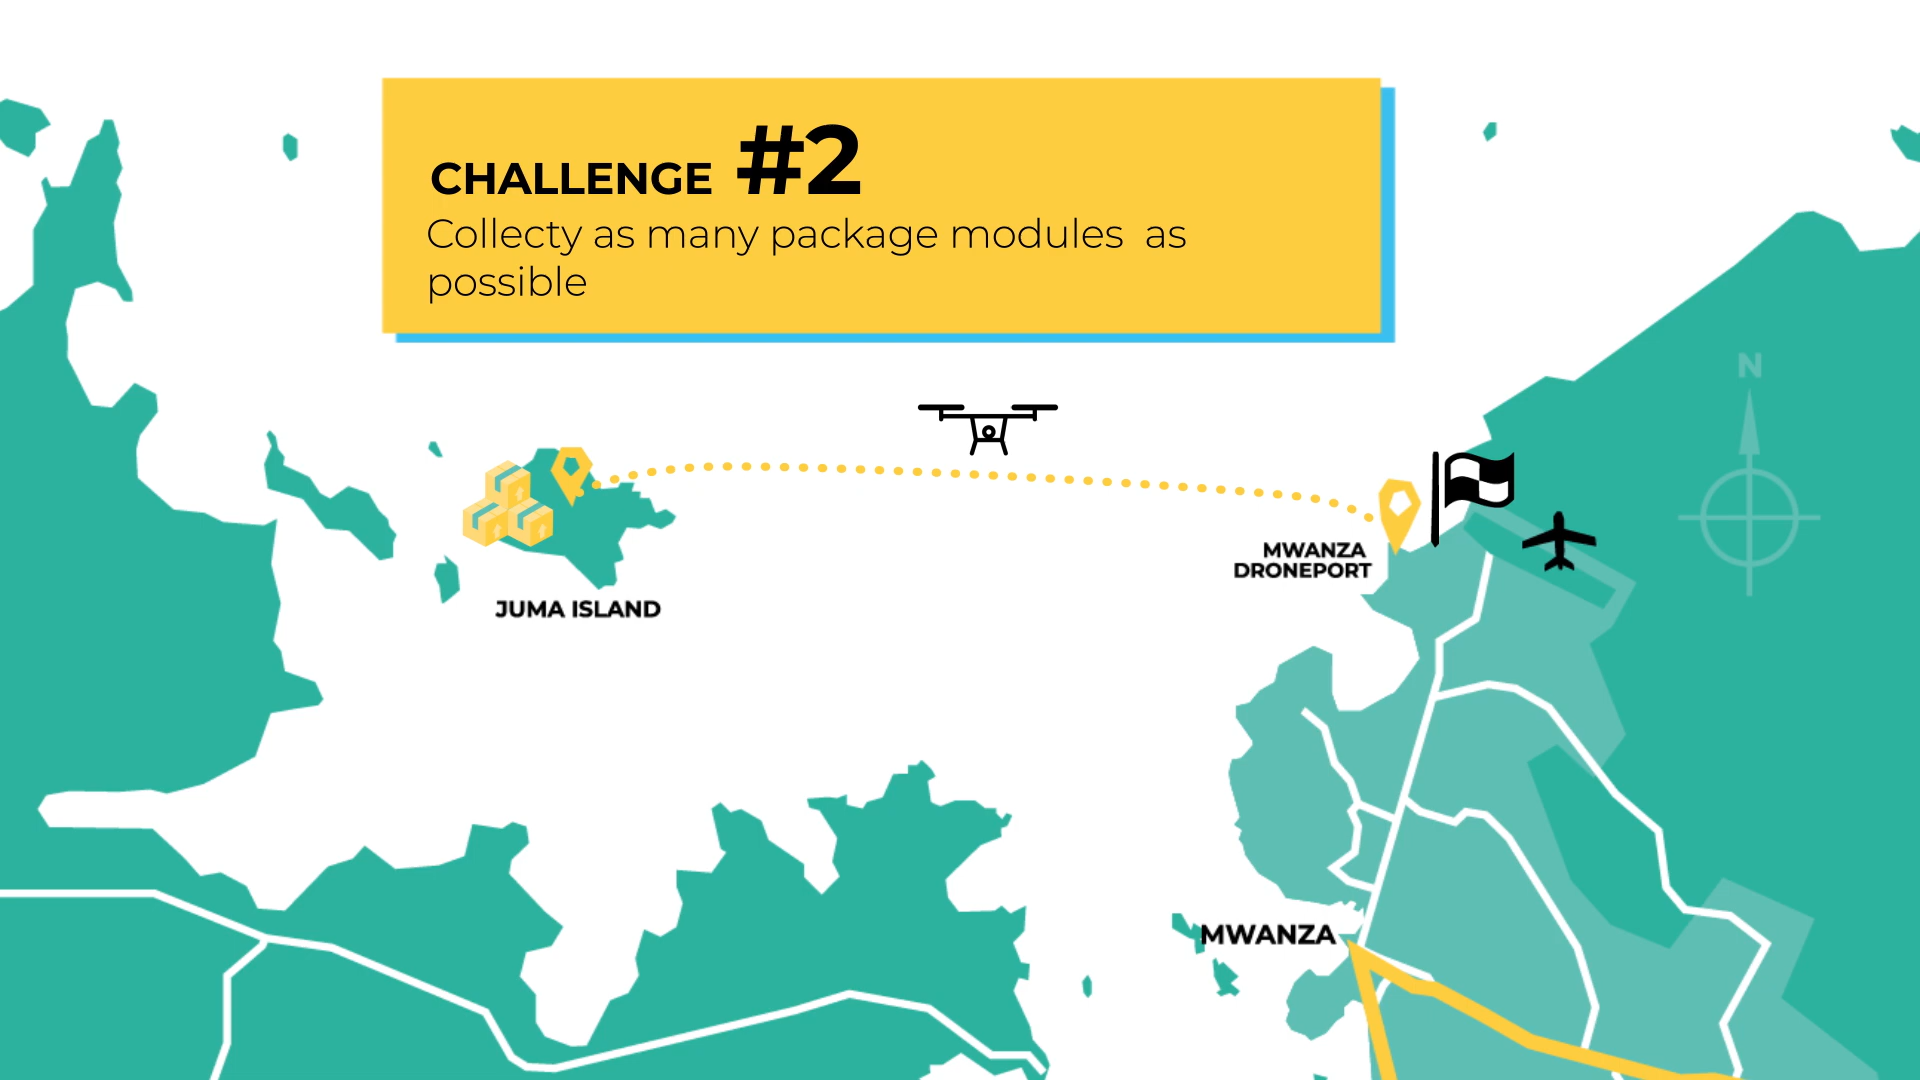 CHALLENGE #2
Collecty as many package modules as
possible
N
MWANZA
DRONEPORT
JUMA ISLAND
MWANZA